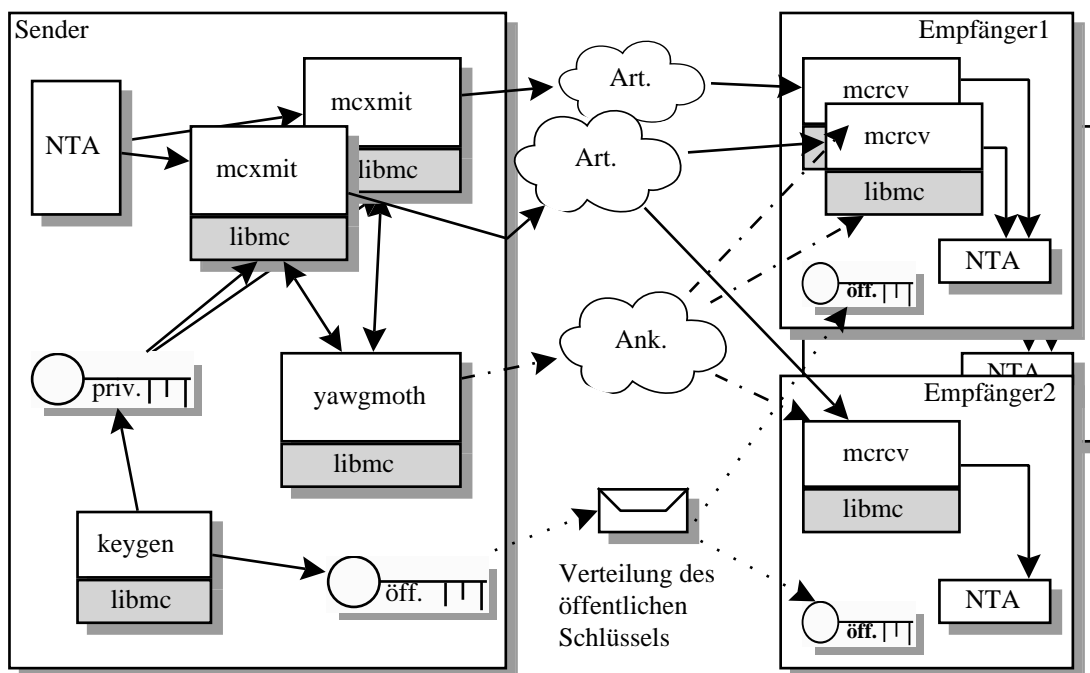 Sender
NTA
mcxmit
libmc
mcxmit
libmc
priv.
yawgmoth
libmc
keygen
libmc
öff.
Art.
Art.
Ank.
Verteilung des
öffentlichen
Schlüssels
Empfänger1
mcrcv
mcrcv
libmc
NTA
öff.
NTA
Empfänger2
mcrcv
libmc
NTA
öff.